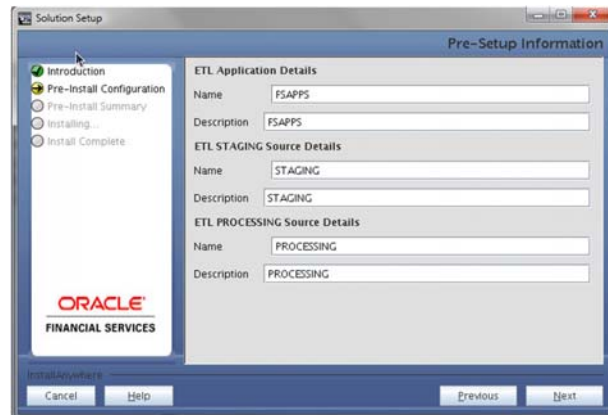 Solution Setup
Pre-Setup Information
Introduction
Pre-Install Configuration
Pre-Install Summary
Installing...
Install Complete
ORACLE
FINANCIAL SERVICES
ETL Application Details
Name FSAPPS
Description FSAPPS
ETL STAGING Source Details
Name STAGING
Description STAGING
ETL PROCESSING Source Details
Name PROCESSING
Description PROCESSING
InstallAnywhere
Cancel Help Previous Next